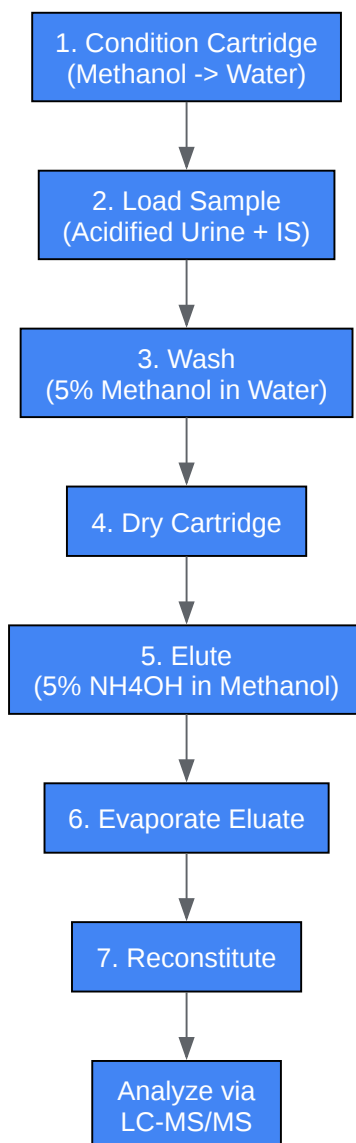 1. Condition Cartridge
(Methanol -> Water)
2. Load Sample
(Acidified Urine + IS)
3. Wash
(5% Methanol in Water)
4. Dry Cartridge
5. Elute
(5% NH4OH in Methanol)
6. Evaporate Eluate
7. Reconstitute
Analyze via
LC-MS/MS